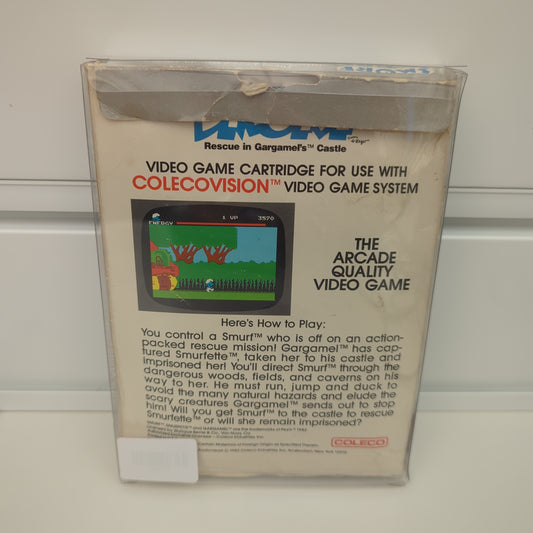 Rescue in Gargamel's™ Castle
VIDEO GAME CARTRIDGE FOR USE WITH
COLECOVISION™ VIDEO GAME SYSTEM
ENERGY
1 UP
3570
THE
ARCADE
QUALITY
VIDEO GAME
Here's How to Play:
You control a Smurf™ who is off on an action-
packed rescue mission! Gargamel™ has cap-
tured Smurfette™, taken her to his castle and
imprisoned her! You'll direct Smurf™ through the
dangerous woods, fields, and caverns on his
way to her. He must run, jump and duck to
avoid the many natural hazards and elude the
scary creatures Gargamel™ sends out to stop
him! Will you get Smurf™ to the castle to rescue
Smurfette™ or will she remain imprisoned?
COLECO